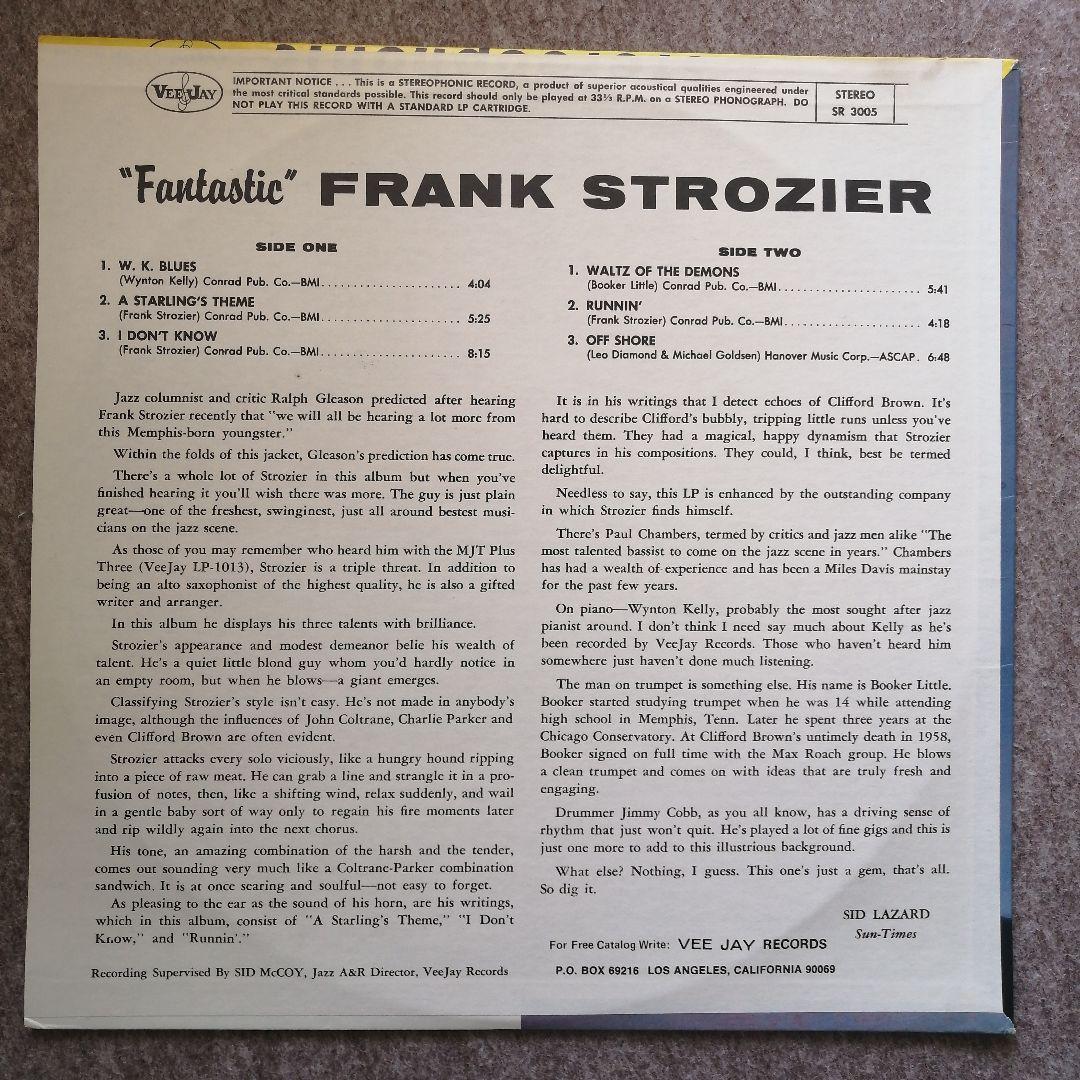 VEE JAY
IMPORTANT NOTICE . . . This is a STEREOPHONIC RECORD, a product of superior acoustical qualities engineered under
the most critical standards possible. This record should only be played at 33⅓ R.P.M. on a STEREO PHONOGRAPH. DO
NOT PLAY THIS RECORD WITH A STANDARD LP CARTRIDGE.
STEREO
SR 3005
"Fantastic" FRANK STROZIER
SIDE ONE
1. W. K. BLUES
(Wynton Kelly) Conrad Pub. Co.—BMI...................... 4:04
2. A STARLING'S THEME
(Frank Strozier) Conrad Pub. Co.—BMI...................... 5:25
3. I DON'T KNOW
(Frank Strozier) Conrad Pub. Co.—BMI...................... 8:15
SIDE TWO
1. WALTZ OF THE DEMONS
(Booker Little) Conrad Pub. Co.—BMI...................... 5:41
2. RUNNIN'
(Frank Strozier) Conrad Pub. Co.—BMI...................... 4:18
3. OFF SHORE
(Leo Diamond & Michael Goldsen) Hanover Music Corp.—ASCAP. 6:48
Jazz columnist and critic Ralph Gleason predicted after hearing
Frank Strozier recently that "we will all be hearing a lot more from
this Memphis-born youngster."
Within the folds of this jacket, Gleason's prediction has come true.
There's a whole lot of Strozier in this album but when you've
finished hearing it you'll wish there was more. The guy is just plain
great—one of the freshest, swinginest, just all around bestest musi-
cians on the jazz scene.
As those of you may remember who heard him with the MJT Plus
Three (VeeJay LP-1013), Strozier is a triple threat. In addition to
being an alto saxophonist of the highest quality, he is also a gifted
writer and arranger.
In this album he displays his three talents with brilliance.
Strozier's appearance and modest demeanor belie his wealth of
talent. He's a quiet little blond guy whom you'd hardly notice in
an empty room, but when he blows—a giant emerges.
Classifying Strozier's style isn't easy. He's not made in anybody's
image, although the influences of John Coltrane, Charlie Parker and
even Clifford Brown are often evident.
Strozier attacks every solo viciously, like a hungry hound ripping
into a piece of raw meat. He can grab a line and strangle it in a pro-
fusion of notes, then, like a shifting wind, relax suddenly, and wail
in a gentle baby sort of way only to regain his fire moments later
and rip wildly again into the next chorus.
His tone, an amazing combination of the harsh and the tender,
comes out sounding very much like a Coltrane-Parker combination
sandwich. It is at once searing and soulful—not easy to forget.
As pleasing to the ear as the sound of his horn, are his writings,
which in this album, consist of "A Starling's Theme," "I Don't
Know," and "Runnin'."
Recording Supervised By SID McCOY, Jazz A&R Director, VeeJay Records
It is in his writings that I detect echoes of Clifford Brown. It's
hard to describe Clifford's bubbly, tripping little runs unless you've
heard them. They had a magical, happy dynamism that Strozier
captures in his compositions. They could, I think, best be termed
delightful.
Needless to say, this LP is enhanced by the outstanding company
in which Strozier finds himself.
There's Paul Chambers, termed by critics and jazz men alike "The
most talented bassist to come on the jazz scene in years." Chambers
has had a wealth of experience and has been a Miles Davis mainstay
for the past few years.
On piano—Wynton Kelly, probably the most sought after jazz
pianist around. I don't think I need say much about Kelly as he's
been recorded by VeeJay Records. Those who haven't heard him
somewhere just haven't done much listening.
The man on trumpet is something else. His name is Booker Little.
Booker started studying trumpet when he was 14 while attending
high school in Memphis, Tenn. Later he spent three years at the
Chicago Conservatory. At Clifford Brown's untimely death in 1958,
Booker signed on full time with the Max Roach group. He blows
a clean trumpet and comes on with ideas that are truly fresh and
engaging.
Drummer Jimmy Cobb, as you all know, has a driving sense of
rhythm that just won't quit. He's played a lot of fine gigs and this is
just one more to add to this illustrious background.
What else? Nothing, I guess. This one's just a gem, that's all.
So dig it.
SID LAZARD
Sun-Times
For Free Catalog Write: VEE JAY RECORDS
P.O. BOX 69216 LOS ANGELES, CALIFORNIA 90069